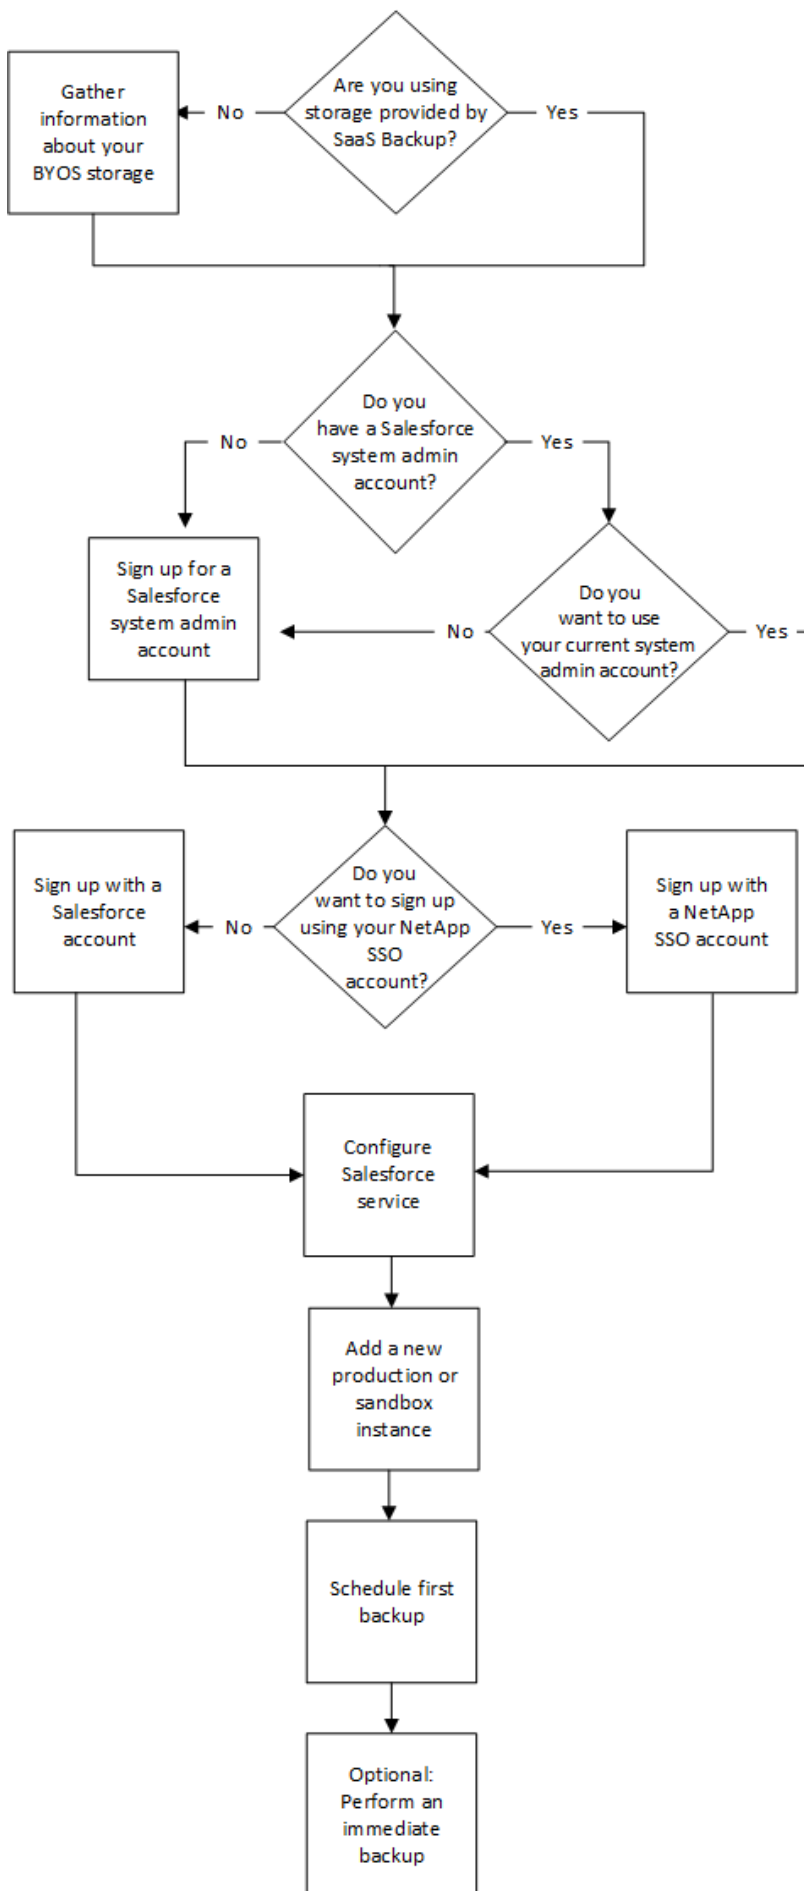 Are you using
storage provided by
SaaS Backup?
No
Yes
Gather
information
about your
BYOS storage
Do you
have a Salesforce
system admin
account?
No
Yes
Sign up for a
Salesforce
system admin
account
Do you
want to use
your current system
admin account?
No
Yes
Do you
want to sign up
using your NetApp
SSO
account?
No
Yes
Sign up with a
Salesforce
account
Sign up with
a NetApp
SSO account
Configure
Salesforce
service
Add a new
production or
sandbox
instance
Schedule first
backup
Optional:
Perform an
immediate
backup